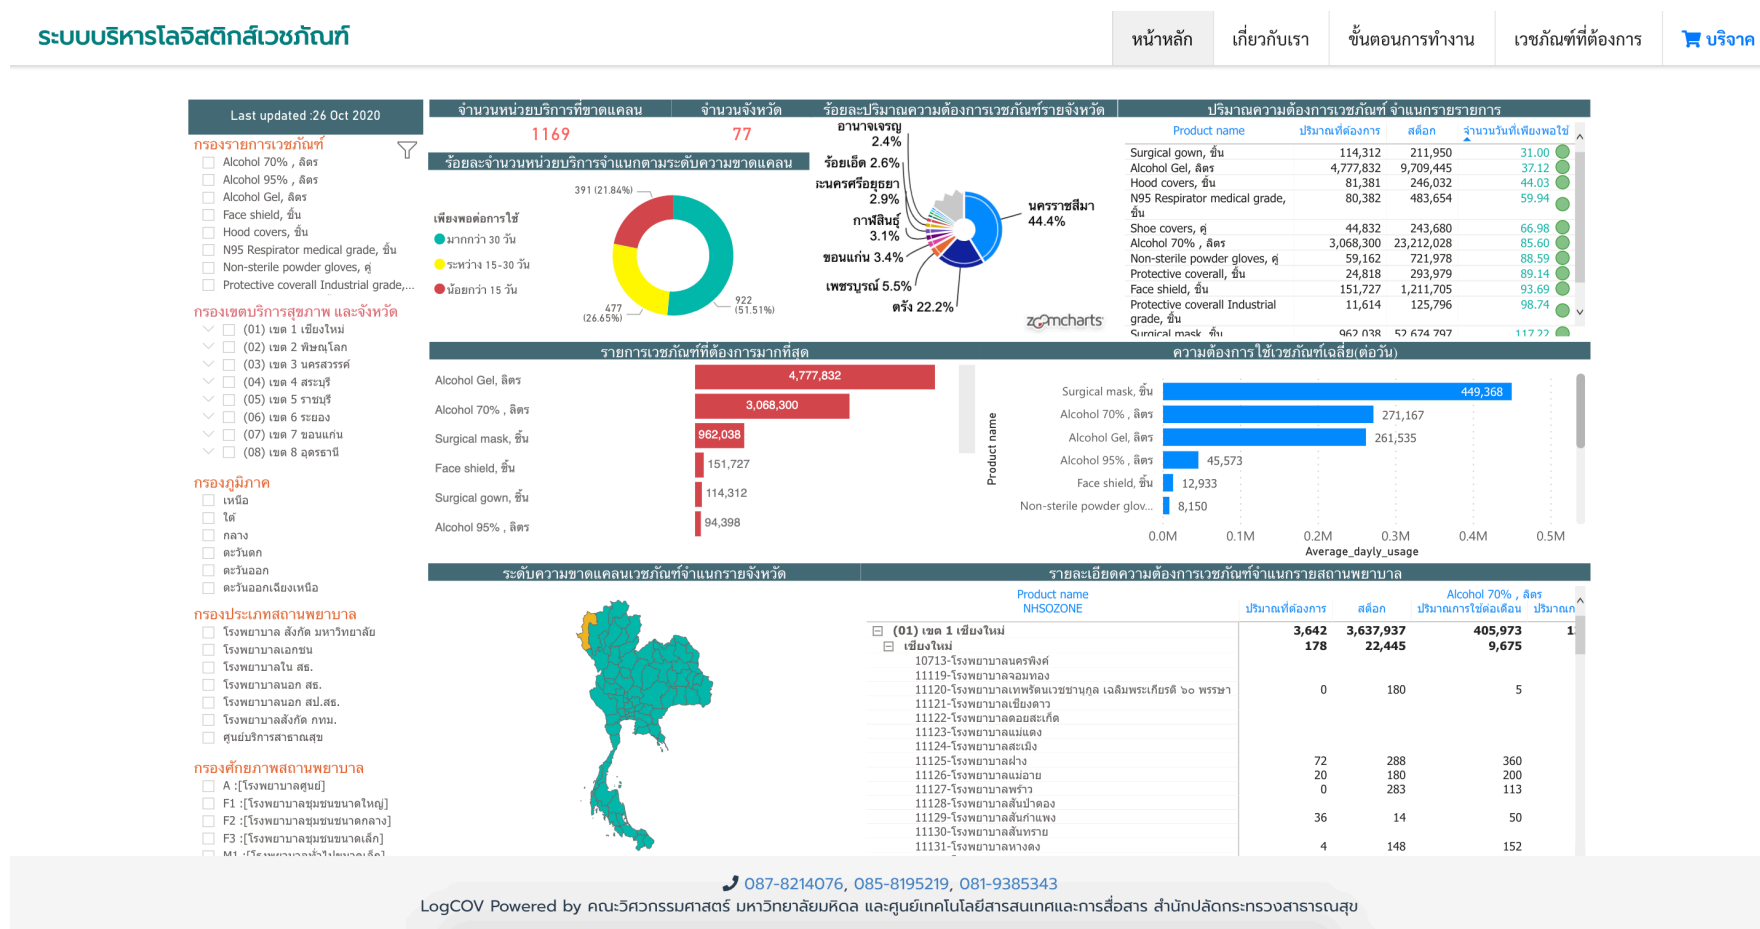 ระบบบริหารโลจิสติกส์เวชภัณฑ์
หน้าหลัก
เกี่ยวกับเรา
ขั้นตอนการทำงาน
เวชภัณฑ์ที่ต้องการ
บริจาค
Last updated :26 Oct 2020
กรองรายการเวชภัณฑ์
Alcohol 70% , ลิตร
Alcohol 95% , ลิตร
Alcohol Gel, ลิตร
Face shield, ชิ้น
Hood covers, ชิ้น
N95 Respirator medical grade, ชิ้น
Non-sterile powder gloves, คู่
Protective coverall Industrial grade,...
กรองเขตบริการสุขภาพ และจังหวัด
(01) เขต 1 เชียงใหม่
(02) เขต 2 พิษณุโลก
(03) เขต 3 นครสวรรค์
(04) เขต 4 สระบุรี
(05) เขต 5 ราชบุรี
(06) เขต 6 ระยอง
(07) เขต 7 ขอนแก่น
(08) เขต 8 อุดรธานี
กรองภูมิภาค
เหนือ
ใต้
กลาง
ตะวันตก
ตะวันออก
ตะวันออกเฉียงเหนือ
กรองประเภทสถานพยาบาล
โรงพยาบาล สังกัด มหาวิทยาลัย
โรงพยาบาลเอกชน
โรงพยาบาลใน สธ.
โรงพยาบาลนอก สธ.
โรงพยาบาลนอก สป.สธ.
โรงพยาบาลสังกัด กทม.
ศูนย์บริการสาธาณสุข
กรองศักยภาพสถานพยาบาล
A :[โรงพยาบาลศูนย์]
F1 :[โรงพยาบาลชุมชนขนาดใหญ่]
F2 :[โรงพยาบาลชุมชนขนาดกลาง]
F3 :[โรงพยาบาลชุมชนขนาดเล็ก]
M1 :[โรงพยาบาลทั่วไปขนาดเล็ก]
จำนวนหน่วยบริการที่ขาดแคลน
1169
จำนวนจังหวัด
77
ร้อยละจำนวนหน่วยบริการจำแนกตามระดับความขาดแคลน
เพียงพอต่อการใช้
มากกว่า 30 วัน
ระหว่าง 15-30 วัน
น้อยกว่า 15 วัน
391 (21.84%)
477
(26.65%)
922
(51.51%)
ร้อยละปริมาณความต้องการเวชภัณฑ์รายจังหวัด
อำนาจเจริญ
2.4%
ร้อยเอ็ด 2.6%
ระนครศรีอยุธยา
2.9%
กาฬสินธุ์
3.1%
ขอนแก่น 3.4%
เพชรบูรณ์ 5.5%
ตรัง 22.2%
นครราชสีมา
44.4%
zoomcharts
ปริมาณความต้องการเวชภัณฑ์ จำแนกรายรายการ
Product name ปริมาณที่ต้องการ สต็อก จำนวนวันที่เพียงพอใช้
Surgical gown, ชิ้น 114,312 211,950 31.00
Alcohol Gel, ลิตร 4,777,832 9,709,445 37.12
Hood covers, ชิ้น 81,381 246,032 44.03
N95 Respirator medical grade, 80,382 483,654 59.94
ชิ้น
Shoe covers, คู่ 44,832 243,680 66.98
Alcohol 70% , ลิตร 3,068,300 23,212,028 85.60
Non-sterile powder gloves, คู่ 59,162 721,978 88.59
Protective coverall, ชิ้น 24,818 293,979 89.14
Face shield, ชิ้น 151,727 1,211,705 93.69
Protective coverall Industrial 11,614 125,796 98.74
grade, ชิ้น
Surgical mask, ชิ้น 962,038 52,674,797 117.22
รายการเวชภัณฑ์ที่ต้องการมากที่สุด
Alcohol Gel, ลิตร 4,777,832
Alcohol 70% , ลิตร 3,068,300
Surgical mask, ชิ้น 962,038
Face shield, ชิ้น 151,727
Surgical gown, ชิ้น 114,312
Alcohol 95% , ลิตร 94,398
ความต้องการใช้เวชภัณฑ์เฉลี่ย(ต่อวัน)
Product name
Surgical mask, ชิ้น 449,368
Alcohol 70% , ลิตร 271,167
Alcohol Gel, ลิตร 261,535
Alcohol 95% , ลิตร 45,573
Face shield, ชิ้น 12,933
Non-sterile powder glov... 8,150
0.0M 0.1M 0.2M 0.3M 0.4M 0.5M
Average_dayly_usage
ระดับความขาดแคลนเวชภัณฑ์จำแนกรายจังหวัด
รายละเอียดความต้องการเวชภัณฑ์จำแนกรายสถานพยาบาล
Product name Alcohol 70% , ลิตร
NHSOZONE ปริมาณที่ต้องการ สต็อก ปริมาณการใช้ต่อเดือน ปริมาณก
(01) เขต 1 เชียงใหม่ 3,642 3,637,937 405,973 1
เชียงใหม่ 178 22,445 9,675
10713-โรงพยาบาลนครพิงค์
11119-โรงพยาบาลจอมทอง
11120-โรงพยาบาลเทพรัตนเวชชานุกูล เฉลิมพระเกียรติ ๖๐ พรรษา 0 180 5
11121-โรงพยาบาลเชียงดาว
11122-โรงพยาบาลดอยสะเก็ด
11123-โรงพยาบาลแม่แตง
11124-โรงพยาบาลสะเมิง
11125-โรงพยาบาลฝาง 72 288 360
11126-โรงพยาบาลแม่อาย 20 180 200
11127-โรงพยาบาลพร้าว 0 283 113
11128-โรงพยาบาลสันป่าตอง
11129-โรงพยาบาลสันกำแพง 36 14 50
11130-โรงพยาบาลสันทราย
11131-โรงพยาบาลหางดง 4 148 152
087-8214076, 085-8195219, 081-9385343
LogCOV Powered by คณะวิศวกรรมศาสตร์ มหาวิทยาลัยมหิดล และศูนย์เทคโนโลยีสารสนเทศและการสื่อสาร สำนักปลัดกระทรวงสาธารณสุข